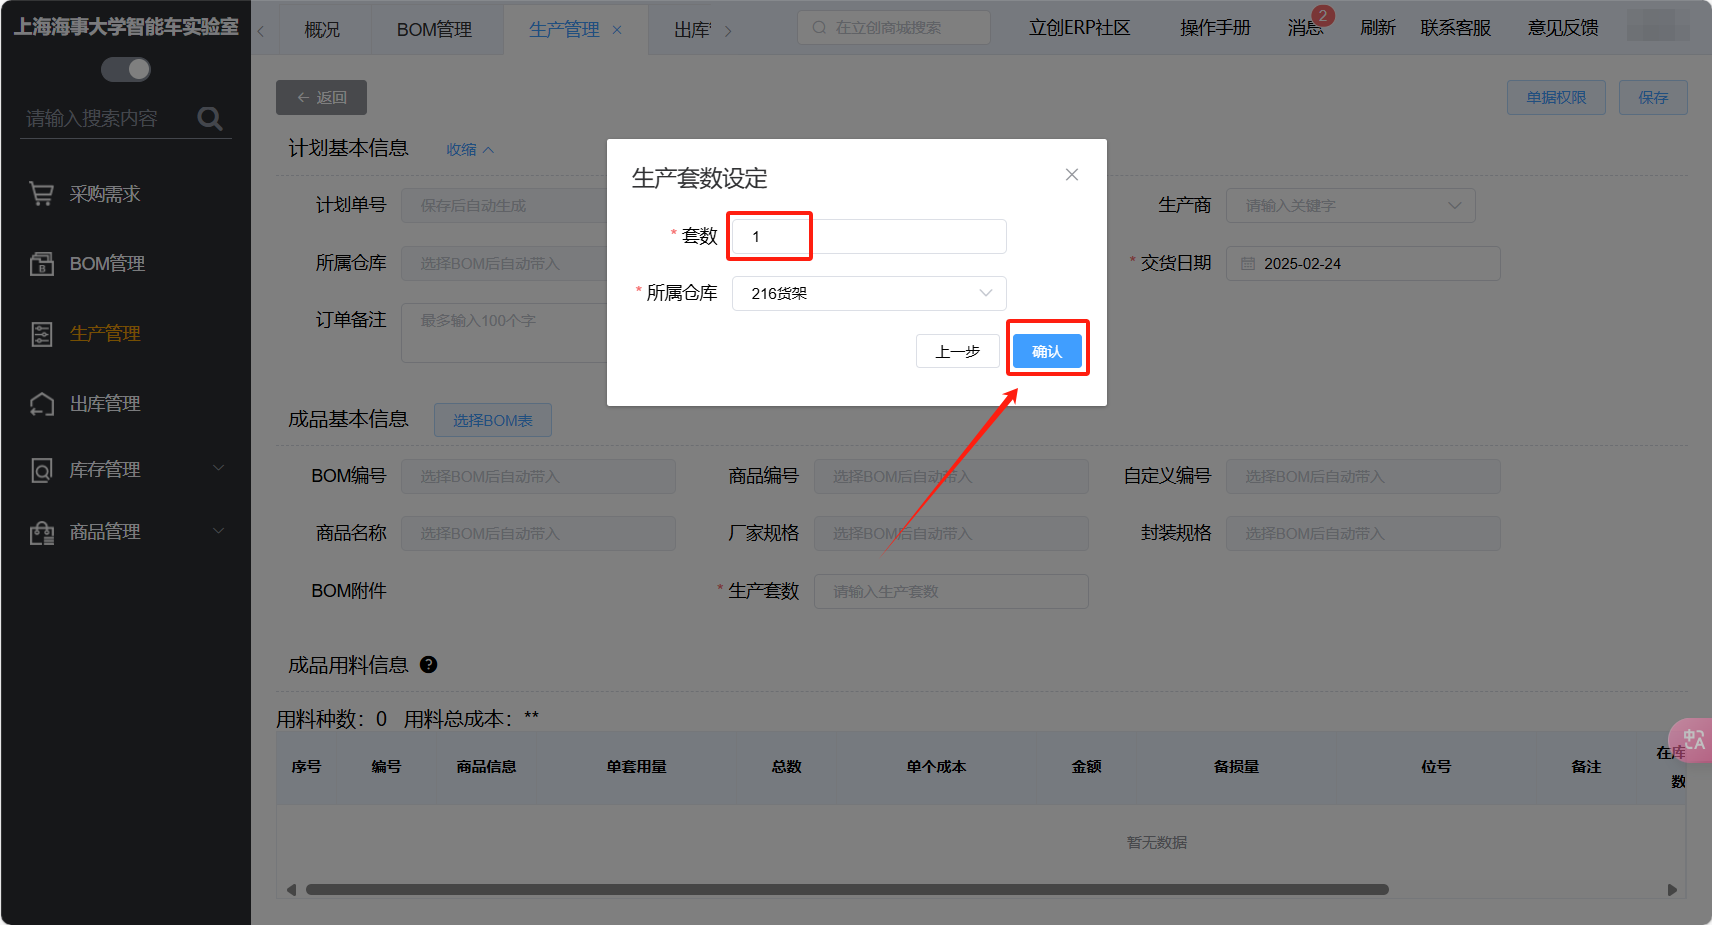 上海海事大学智能车实验室
概况
BOM管理
生产管理
出库
在立创商城搜索
立创ERP社区
操作手册
消息
2
刷新
联系客服
意见反馈
请输入搜索内容
采购需求
BOM管理
生产管理
出库管理
库存管理
商品管理
返回
单据权限
保存
计划基本信息
收缩
计划单号
保存后自动生成
生产商
请输入关键字
所属仓库
选择BOM后自动带入
* 交货日期
2025-02-24
订单备注
最多输入100个字
生产套数设定
* 套数
1
* 所属仓库
216货架
上一步
确认
成品基本信息
选择BOM表
BOM编号
选择BOM后自动带入
商品编号
选择BOM后自动带入
自定义编号
选择BOM后自动带入
商品名称
选择BOM后自动带入
厂家规格
选择BOM后自动带入
封装规格
选择BOM后自动带入
BOM附件
* 生产套数
请输入生产套数
成品用料信息 ?
用料种数：0 用料总成本：**
序号
编号
商品信息
单套用量
总数
单个成本
金额
备损量
位号
备注
在库
数
暂无数据
中
A